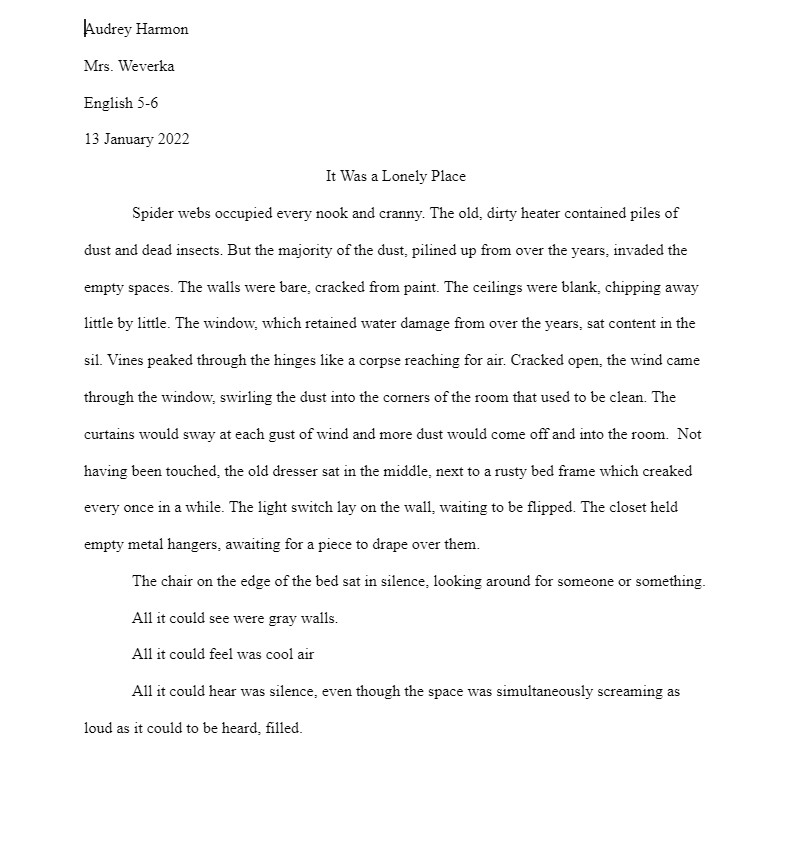 Audrey Harmon
Mrs. Weverka
English 5-6
13 January 2022
It Was a Lonely Place
Spider webs occupied every nook and cranny. The old, dirty heater contained piles of
dust and dead insects. But the majority of the dust, pilined up from over the years, invaded the
empty spaces. The walls were bare, cracked from paint. The ceilings were blank, chipping away
little by little. The window, which retained water damage from over the years, sat content in the
sil. Vines peaked through the hinges like a corpse reaching for air. Cracked open, the wind came
through the window, swirling the dust into the corners of the room that used to be clean. The
curtains would sway at each gust of wind and more dust would come off and into the room.  Not
having been touched, the old dresser sat in the middle, next to a rusty bed frame which creaked
every once in a while. The light switch lay on the wall, waiting to be flipped. The closet held
empty metal hangers, awaiting for a piece to drape over them.
The chair on the edge of the bed sat in silence, looking around for someone or something.
All it could see were gray walls.
All it could feel was cool air
All it could hear was silence, even though the space was simultaneously screaming as
loud as it could to be heard, filled.